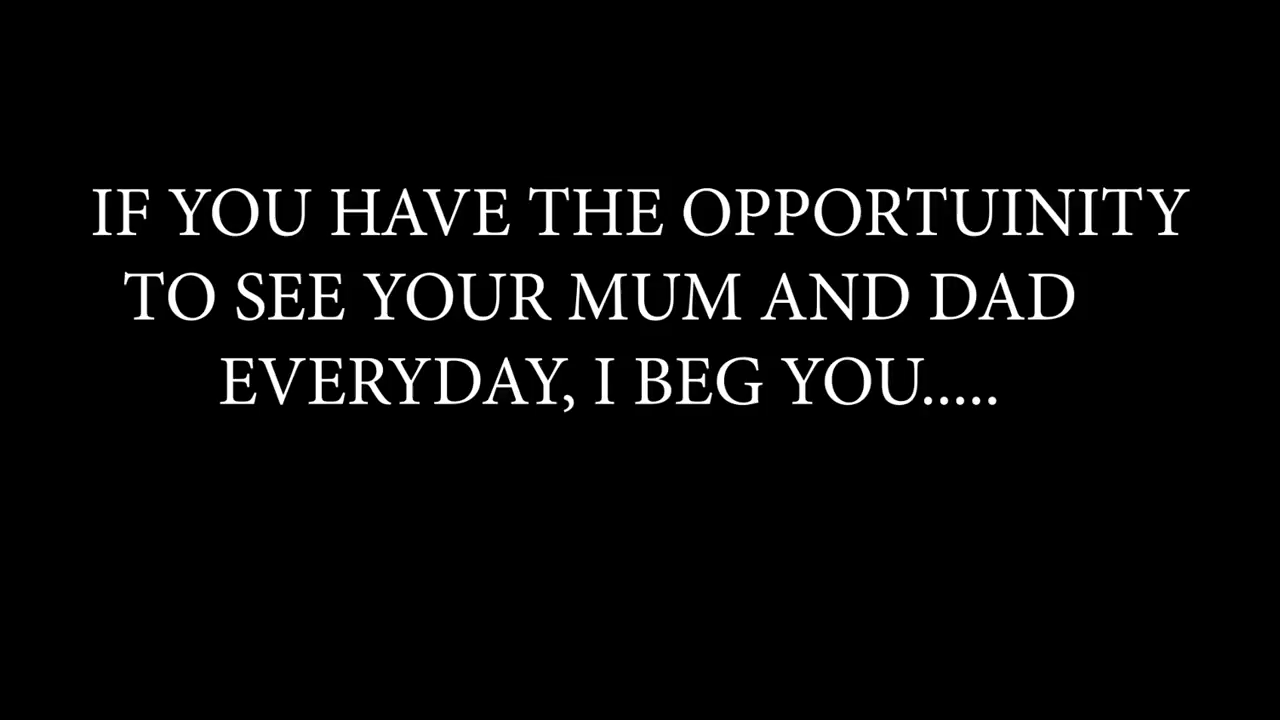 IF YOU HAVE THE OPPORTUINITY
TO SEE YOUR MUM AND DAD
EVERYDAY, I BEG YOU.....